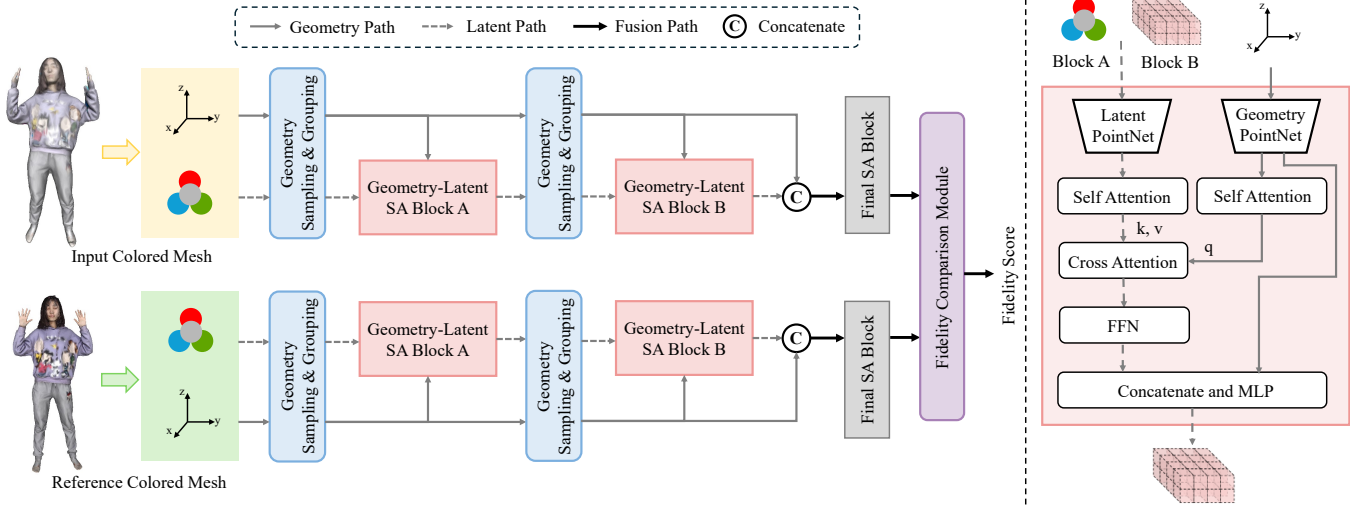 Geometry Path
Latent Path
Fusion Path
C
Concatenate
Input Colored Mesh
z
y
x
Geometry
Sampling & Grouping
Geometry-Latent
SA Block A
Geometry
Sampling & Grouping
Geometry-Latent
SA Block B
C
Final SA Block
Reference Colored Mesh
z
y
x
Geometry
Sampling & Grouping
Geometry-Latent
SA Block A
Geometry
Sampling & Grouping
Geometry-Latent
SA Block B
C
Final SA Block
Fidelity Comparison Module
Fidelity Score
Block A
Block B
z
y
x
Latent
PointNet
Geometry
PointNet
Self Attention
Self Attention
k, v
q
Cross Attention
FFN
Concatenate and MLP